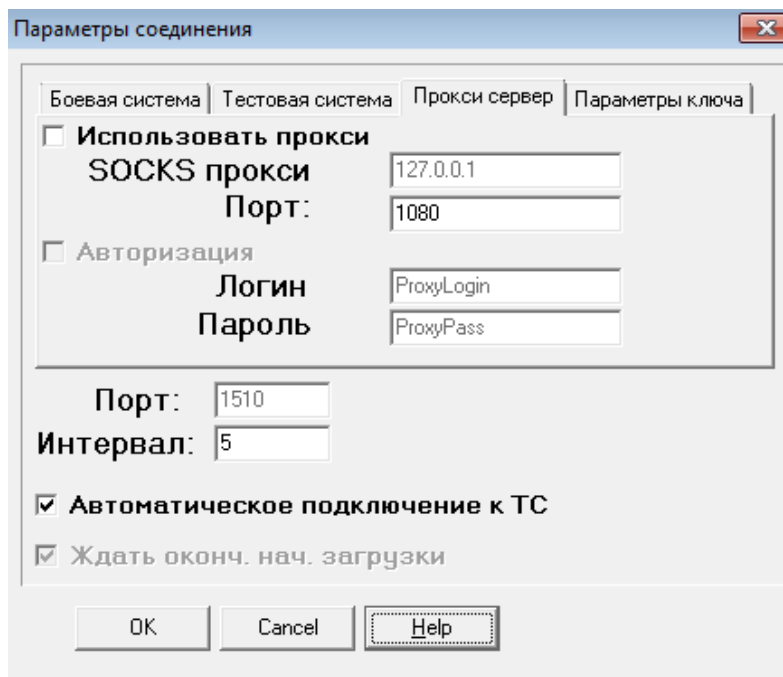 Параметры соединения
Боевая система Тестовая система Прокси сервер Параметры ключа
Использовать прокси
SOCKS прокси 127.0.0.1
Порт: 1080
Авторизация
Логин ProxyLogin
Пароль ProxyPass
Порт: 1510
Интервал: 5
Автоматическое подключение к ТС
Ждать оконч. нач. загрузки
OK Cancel Help